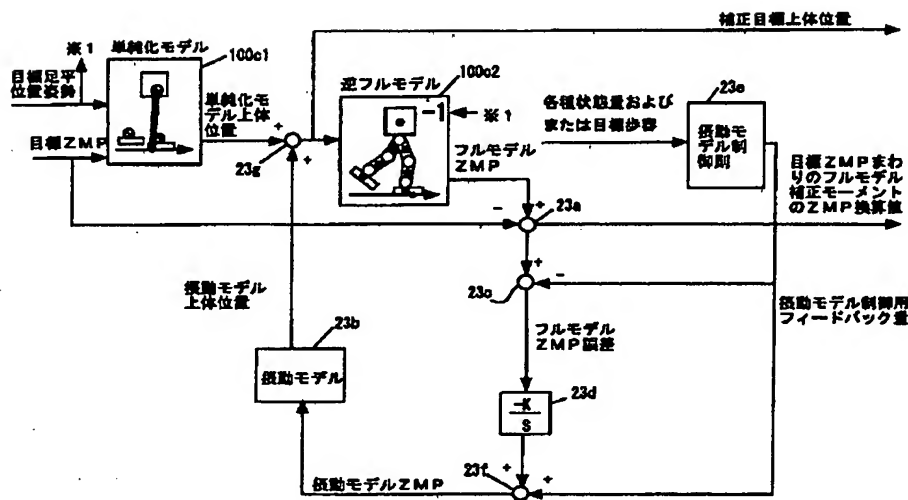 補正目標上体位置
※1
単純化モデル
100c1
目標足平
位置姿勢
目標ZMP
単純化モ
デル上体
位置
23g
逆フルモデル
100c2
-1
※1
フルモデル
ZMP
各種状態量および
または目標歩容
23e
摂動モ
デル制
御則
目標ZMPまわ
りのフルモデル
補正モーメント
のZMP換算値
23a
23c
摂動モデル
上体位置
23b
摂動モデル
フルモデル
ZMP誤差
摂動モデル制御用
フィードバック量
-K
S
23d
摂動モデルZMP
23f
+
+
-
+
+
-
+
+